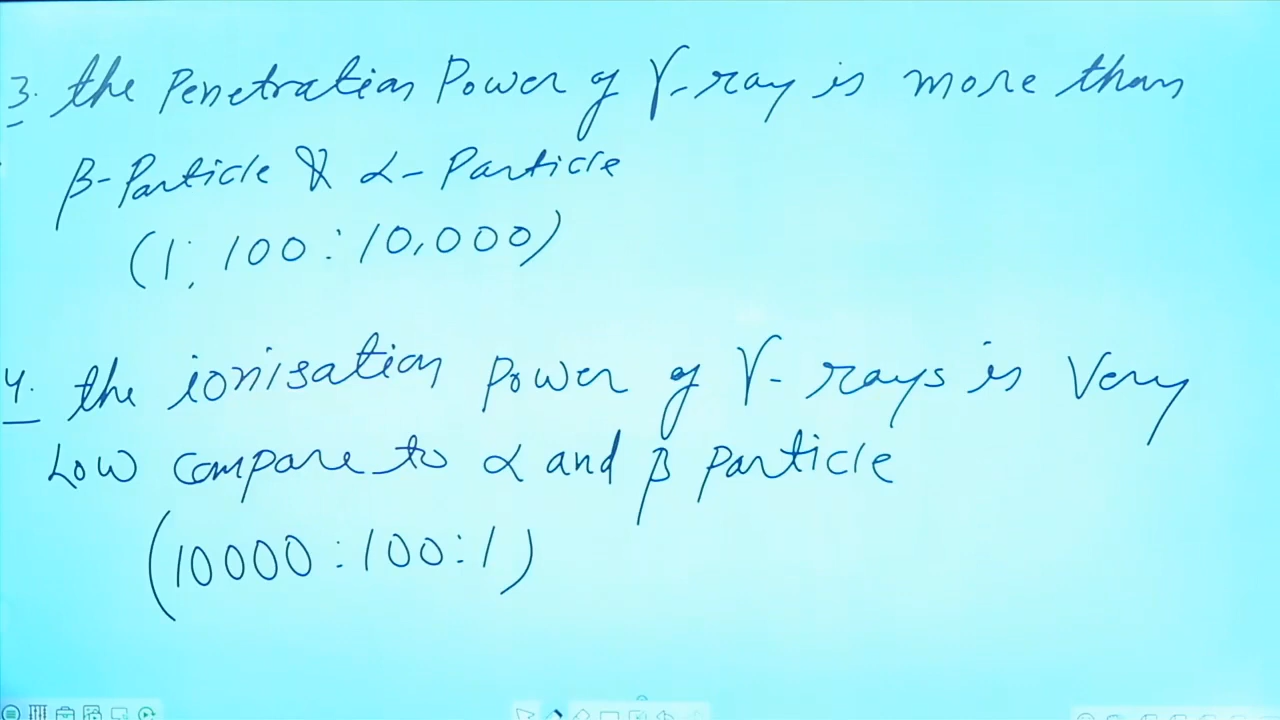 3. the Penetration Power of γ-ray is more than
β-Particle & α-Particle
(1: 100 : 10,000)
4. the ionisation power of γ-rays is Very
Low compare to α and β particle
(10000 : 100 : 1)